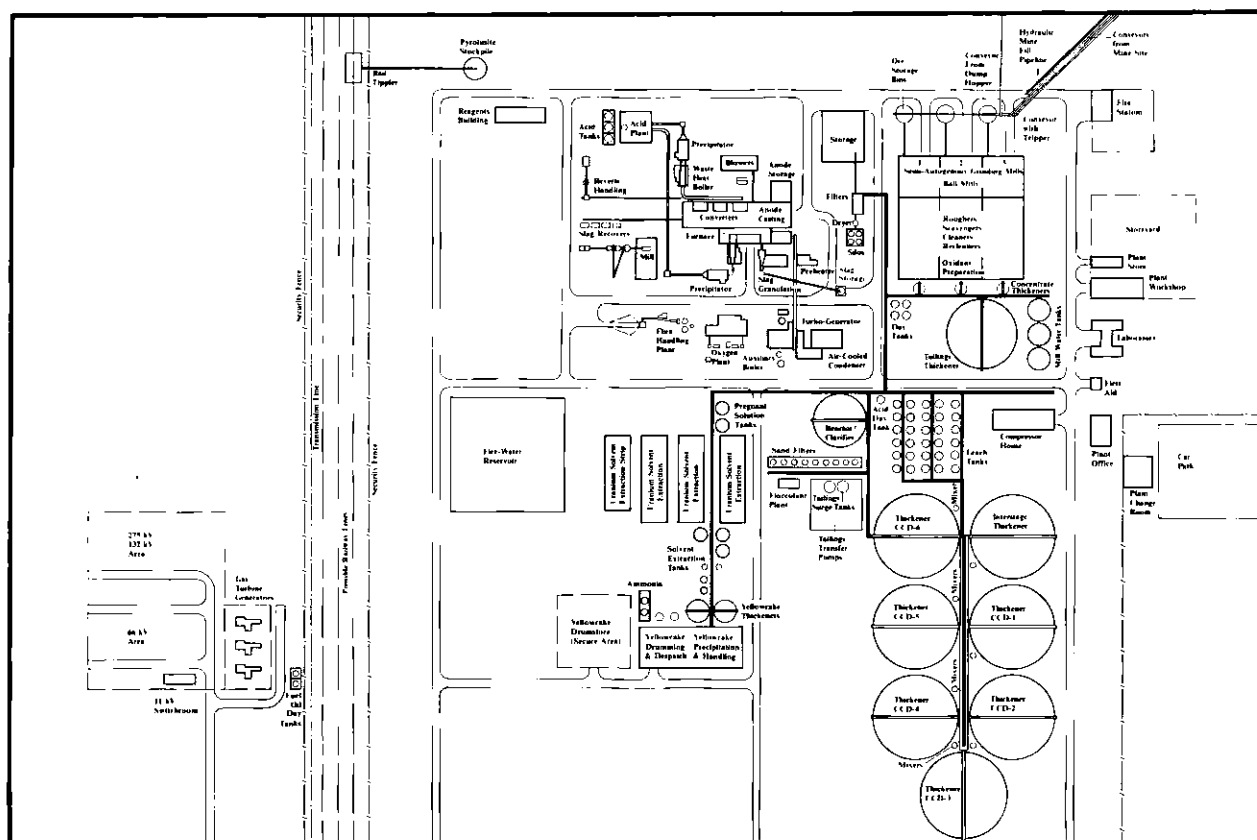 Pyrolusite
Stockpile
Rail
Tippler
Reagents
Building
Acid
Tanks
Acid
Plant
Precipitator
Waste
Heat
Boiler
Blowers
Anode
Storage
Reverts
Handling
Converters
Anode
Casting
Slag Recovery
Furnace
Mill
Precipitator
Slag
Granulation
Preheater
Slag
Storage
Storage
Filters
Dryer
Silos
Ore
Storage
Bins
Conveyor
From
Dump
Hopper
Hydraulic
Mine
Fill
Pipeline
Conveyors
from
Mine Site
Conveyor
with
Tripper
Fire
Station
1
2
3
Semi-Autogenous Grinding Mills
Ball Mills
Roughers
Scavengers
Cleaners
Recleaners
Oxidant
Preparation
Storeyard
Plant
Store
Plant
Workshop
Concentrate
Thickeners
Flux
Handling
Plant
Oxygen
Plant
Turbo-Generator
Auxiliary
Boiler
Air-Cooled
Condenser
Day
Tanks
Tailings
Thickener
Mill Water Tanks
Laboratory
First
Aid
Security Fence
Transmission Line
Possible Railway Lines
Security Fence
Fire-Water
Reservoir
Pregnant
Solution
Tanks
Uranium Solvent
Extraction Strip
Uranium Solvent
Extraction
Uranium Solvent
Extraction
Uranium Solvent
Extraction
Reactor
Clarifier
Acid
Day
Tank
Leach
Tanks
Compressor
House
Plant
Office
Car
Park
Plant
Change
Room
Sand Filters
Flocculant
Plant
Tailings
Surge Tanks
Tailings
Transfer
Pumps
Solvent
Extraction
Tanks
Mixer
Thickener
CCD-6
Interstage
Thickener
275 kV
132 kV
Area
Gas
Turbine
Generators
66 kV
Area
11 kV
Switchroom
Fuel
Oil
Day
Tanks
Ammonia
Yellowcake
Thickeners
Yellowcake
Drumstore
(Secure Area)
Yellowcake
Drumming
& Despatch
Yellowcake
Precipitation
& Handling
Mixers
Thickener
CCD-5
Thickener
CCD-1
Mixers
Thickener
CCD-4
Thickener
CCD-2
Mixers
Thickener
CCD-3